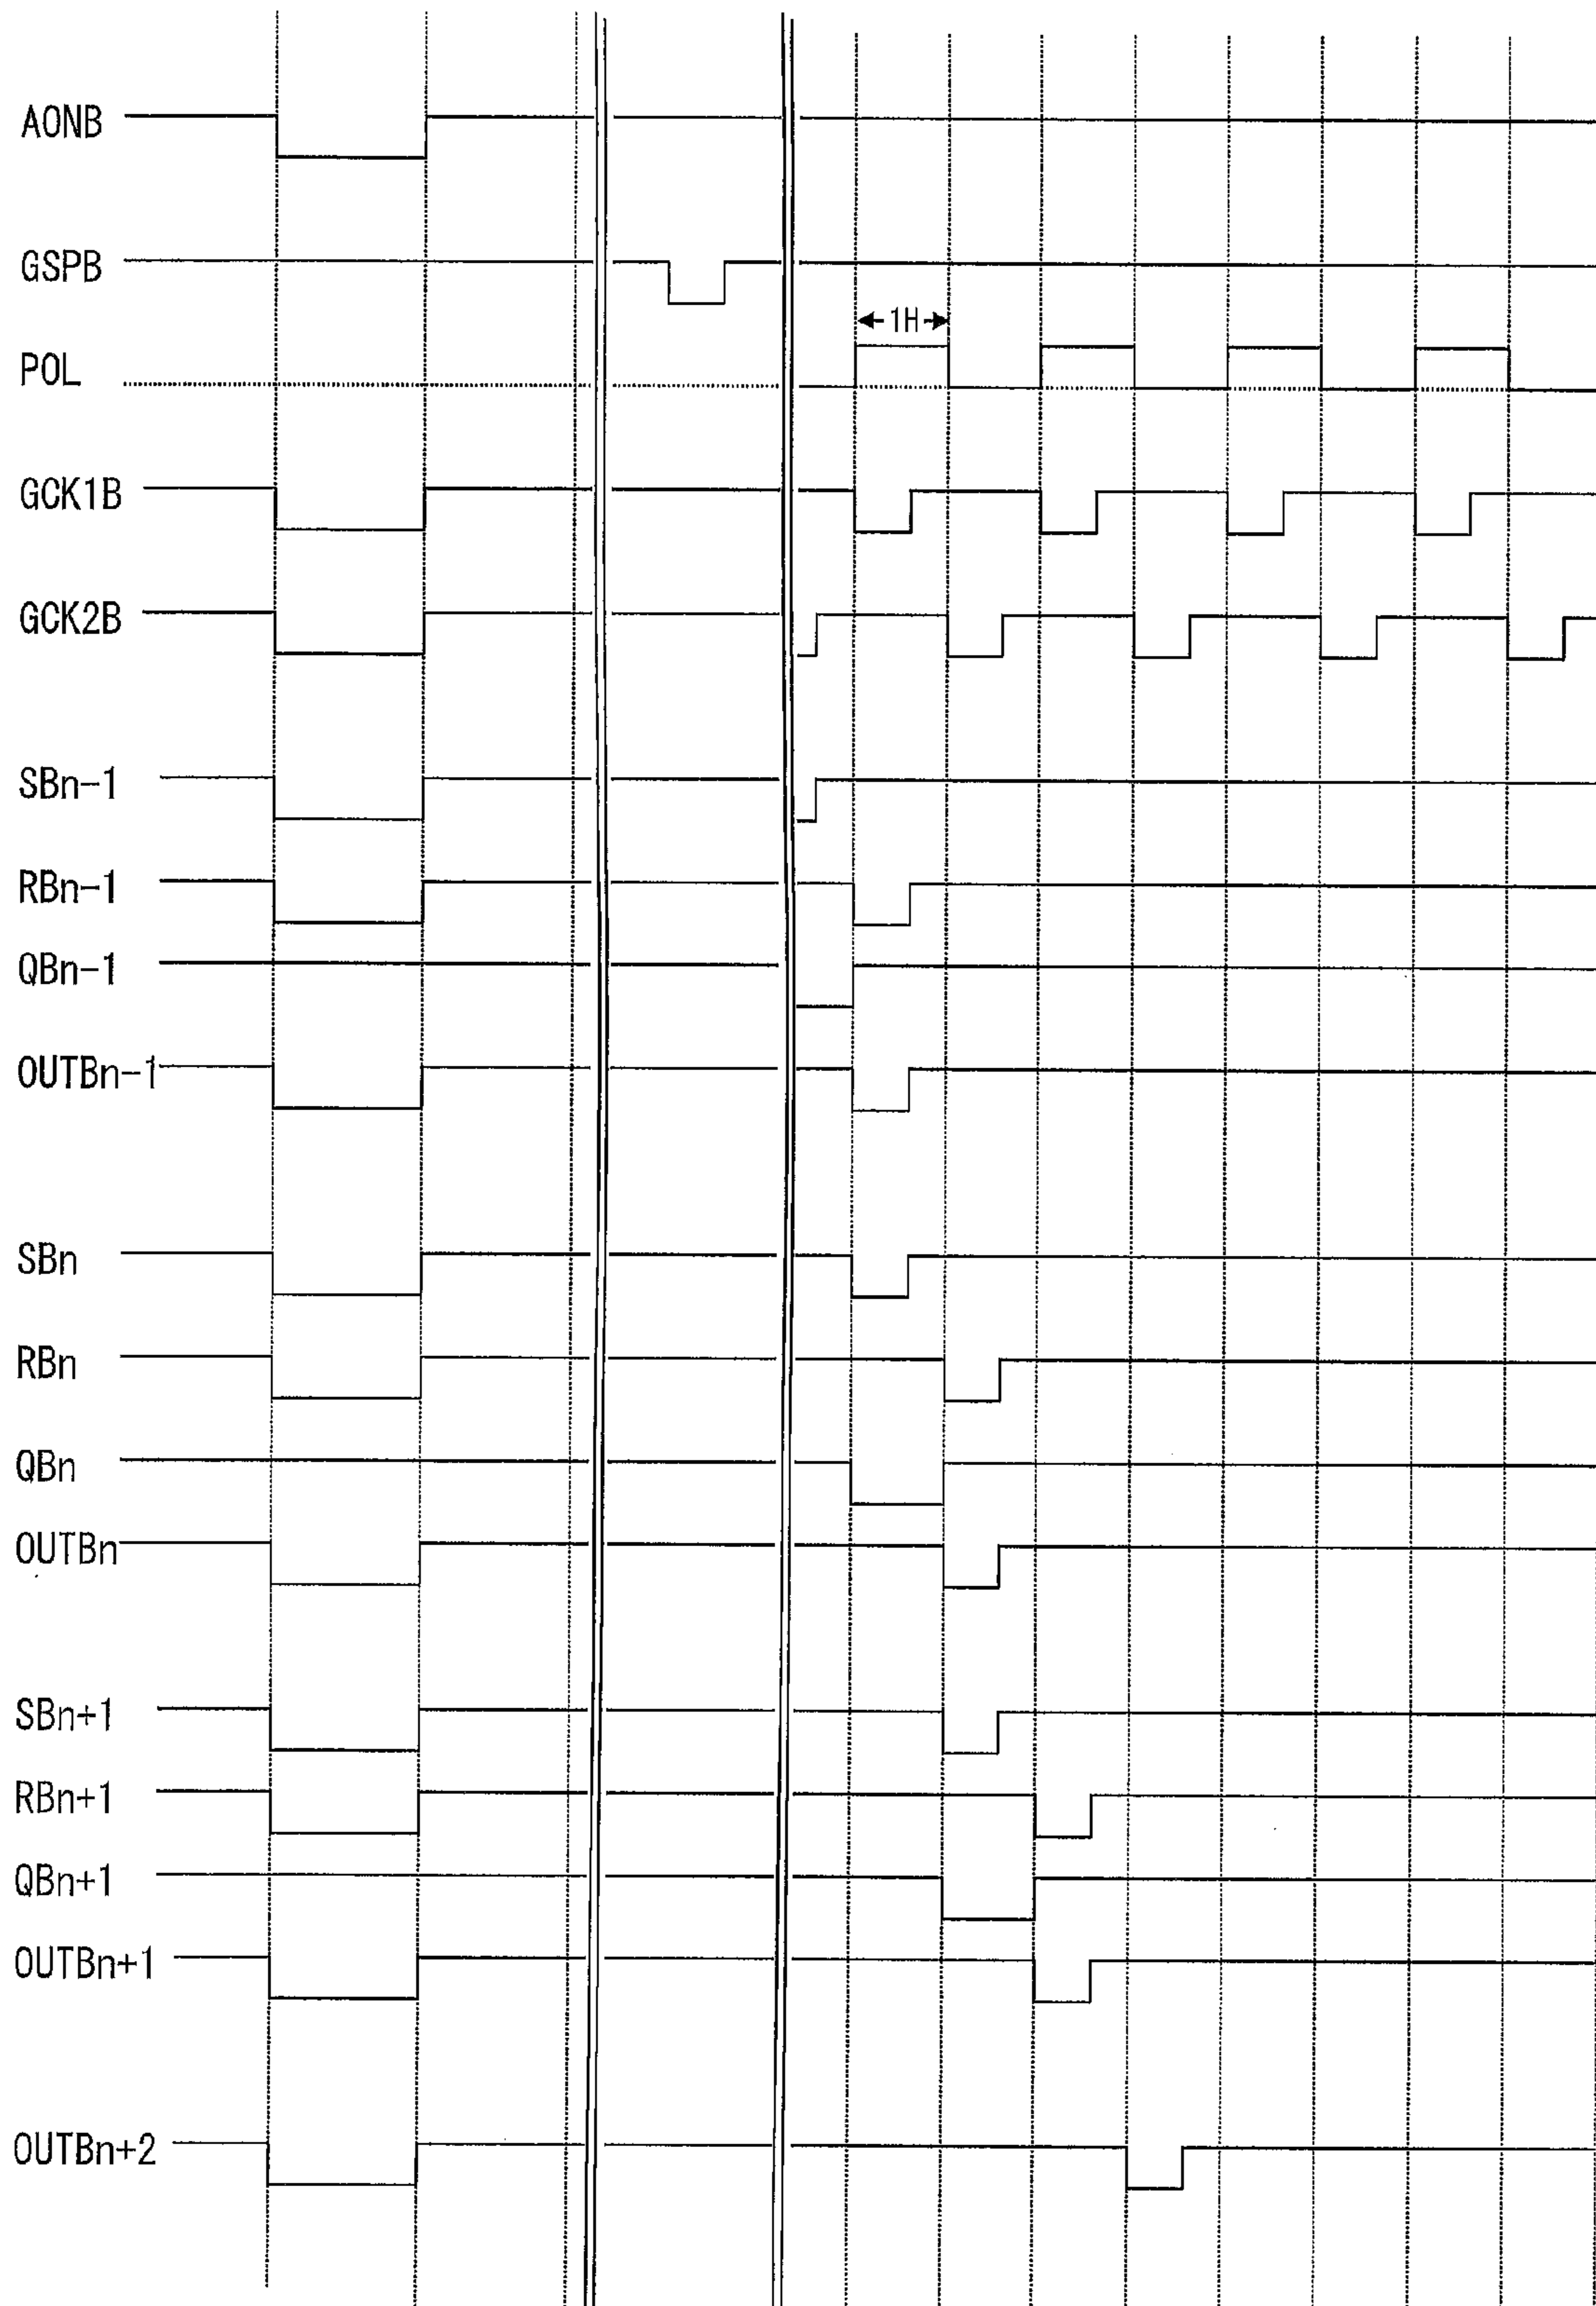 AONB
GSPB
1H
POL
GCK1B
GCK2B
SBn-1
RBn-1
QBn-1
OUTBn-1
SBn
RBn
QBn
OUTBn
SBn+1
RBn+1
QBn+1
OUTBn+1
OUTBn+2